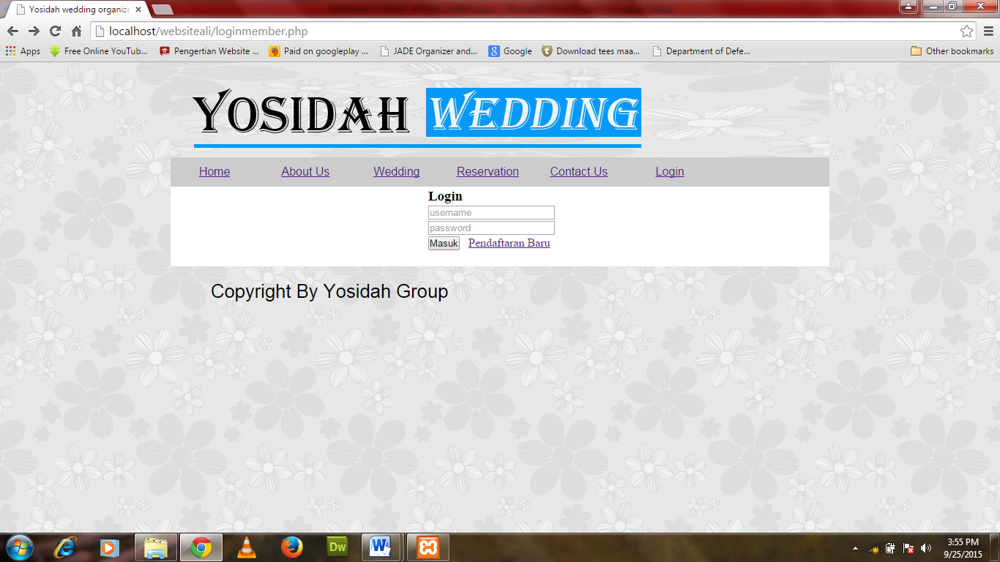 Yosidah wedding organize
localhost/websiteali/loginmember.php
Apps Free Online YouTub... Pengertian Website ... Paid on googleplay ... JADE Organizer and... Google Download tees maa... Department of Defe... Other bookmarks
YOSIDAH WEDDING
Home About Us Wedding Reservation Contact Us Login
Login
username
password
Masuk Pendaftaran Baru
Copyright By Yosidah Group
Dw W
3:55 PM
9/25/2015